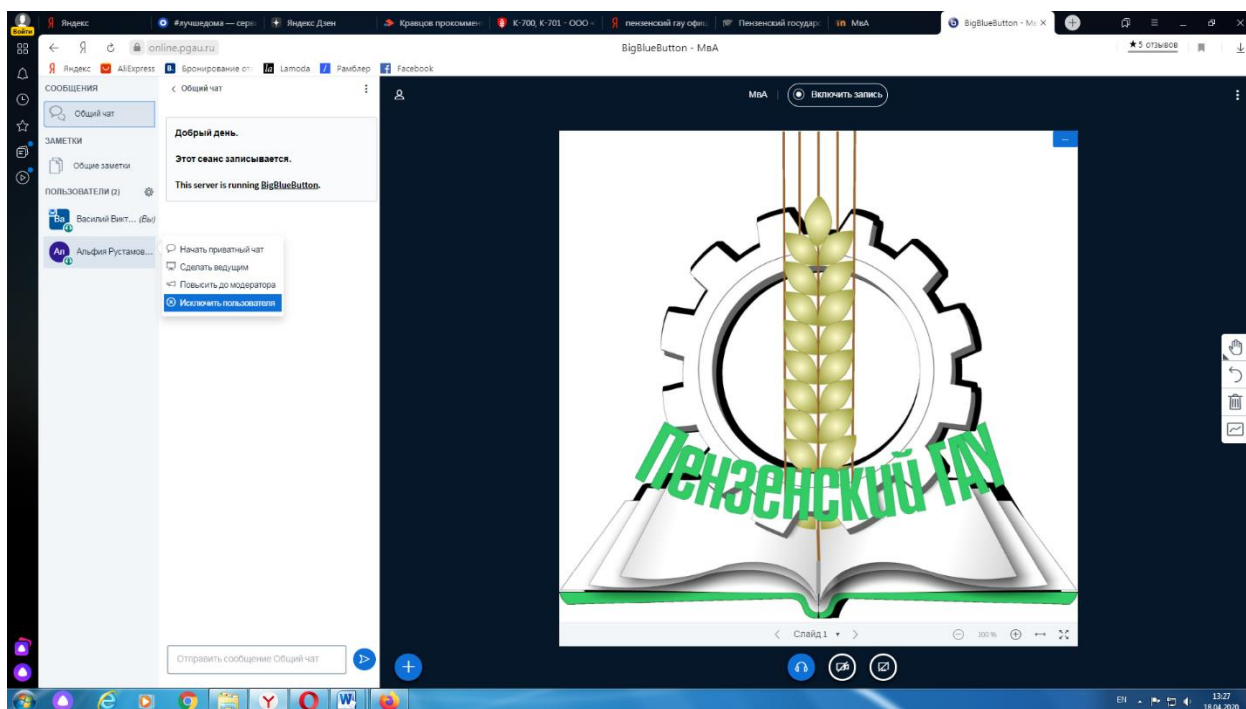 Войти
Яндекс
#лучшедома — серв
Яндекс Дзен
Кравцов прокоммен
К-700, К-701 - ООО «
пензенский гау офиц
Пензенский государс
МвА
BigBlueButton - Мв
online.pgau.ru
BigBlueButton - МвА
★5 отзывов
Яндекс
AliExpress
Бронирование от
Lamoda
Рамблер
Facebook
СООБЩЕНИЯ
Общий чат
ЗАМЕТКИ
Общие заметки
ПОЛЬЗОВАТЕЛИ (2)
Ва
Василий Викт... (Вы)
Ал
Альфия Рустамов...
Общий чат
Добрый день.
Этот сеанс записывается.
This server is running BigBlueButton.
Начать приватный чат
Сделать ведущим
Повысить до модератора
Исключить пользователя
Отправить сообщение Общий чат
МвА
Включить запись
Пензенский ГАУ
Слайд 1
100%
EN
13:27
18.04.2020